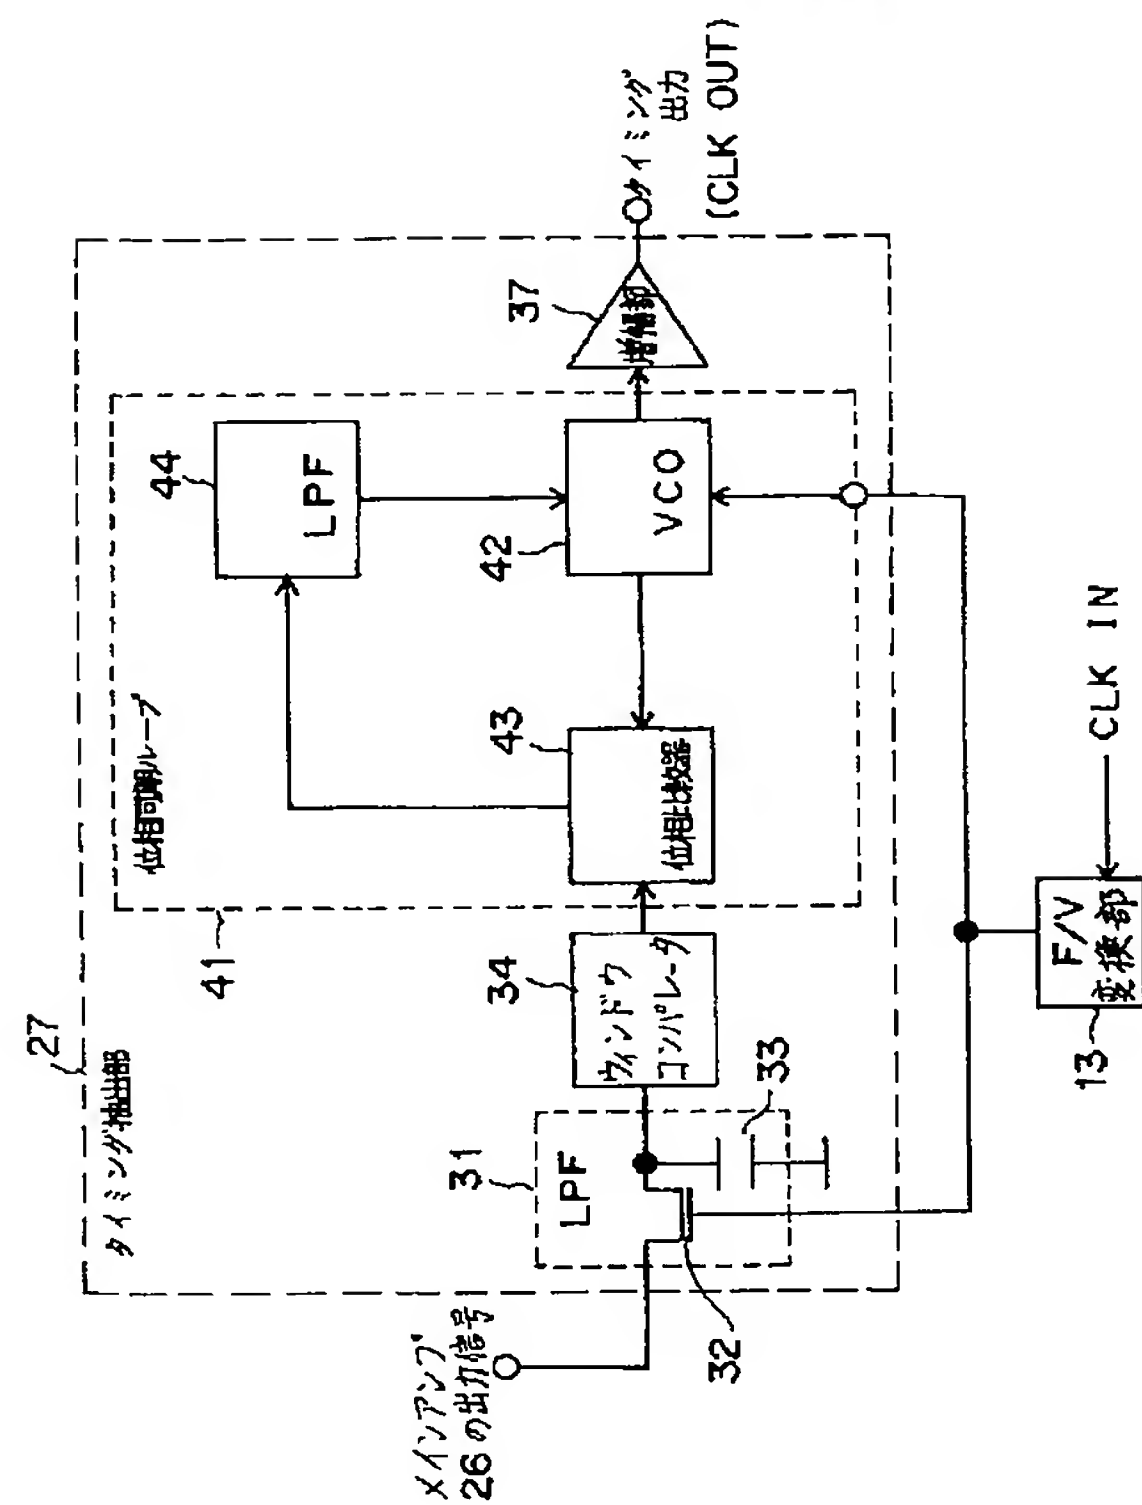 27
タイミング抽出部
41
位相同期ループ
44
LPF
31
LPF
34
ウィンドウ
コンパレータ
43
位相比較器
42
VCO
37
増幅部
タイミング
出力
(CLK OUT)
メインアンプ
26の出力信号
32
33
13
F/V
変換部
CLK IN